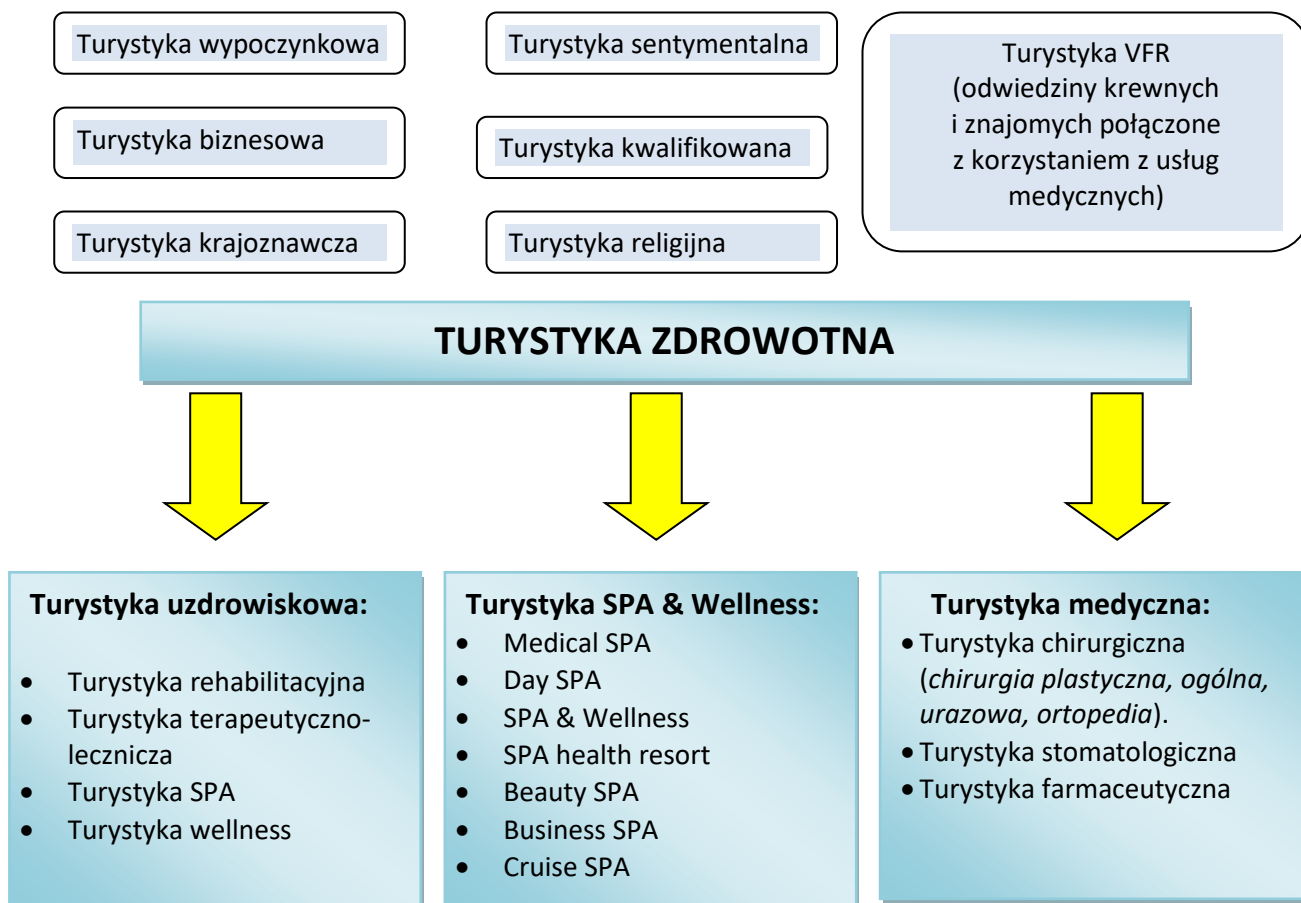 Turystyka wypoczynkowa
Turystyka sentymentalna
Turystyka VFR
(odwiedziny krewnych
i znajomych połączone
z korzystaniem z usług
medycznych)
Turystyka biznesowa
Turystyka kwalifikowana
Turystyka krajoznawcza
Turystyka religijna
TURYSTYKA ZDROWOTNA
Turystyka uzdrowiskowa:
• Turystyka rehabilitacyjna
• Turystyka terapeutyczno-
lecznicza
• Turystyka SPA
• Turystyka wellness
Turystyka SPA & Wellness:
• Medical SPA
• Day SPA
• SPA & Wellness
• SPA health resort
• Beauty SPA
• Business SPA
• Cruise SPA
Turystyka medyczna:
• Turystyka chirurgiczna
(chirurgia plastyczna, ogólna,
urazowa, ortopedia).
• Turystyka stomatologiczna
• Turystyka farmaceutyczna